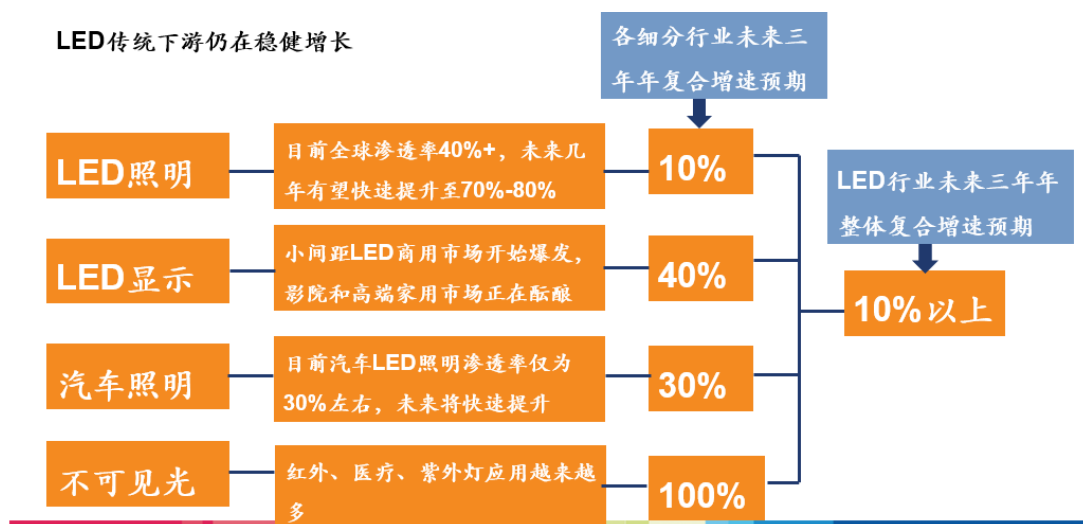 LED传统下游仍在稳健增长
各细分行业未来三
年年复合增速预期
LED照明
目前全球渗透率40%+，未来几
年有望快速提升至70%-80%
10%
LED行业未来三年年
整体复合增速预期
LED显示
小间距LED商用市场开始爆发，
影院和高端家用市场正在酝酿
40%
10%以上
汽车照明
目前汽车LED照明渗透率仅为
30%左右，未来将快速提升
30%
不可见光
红外、医疗、紫外灯应用越来越
多
100%